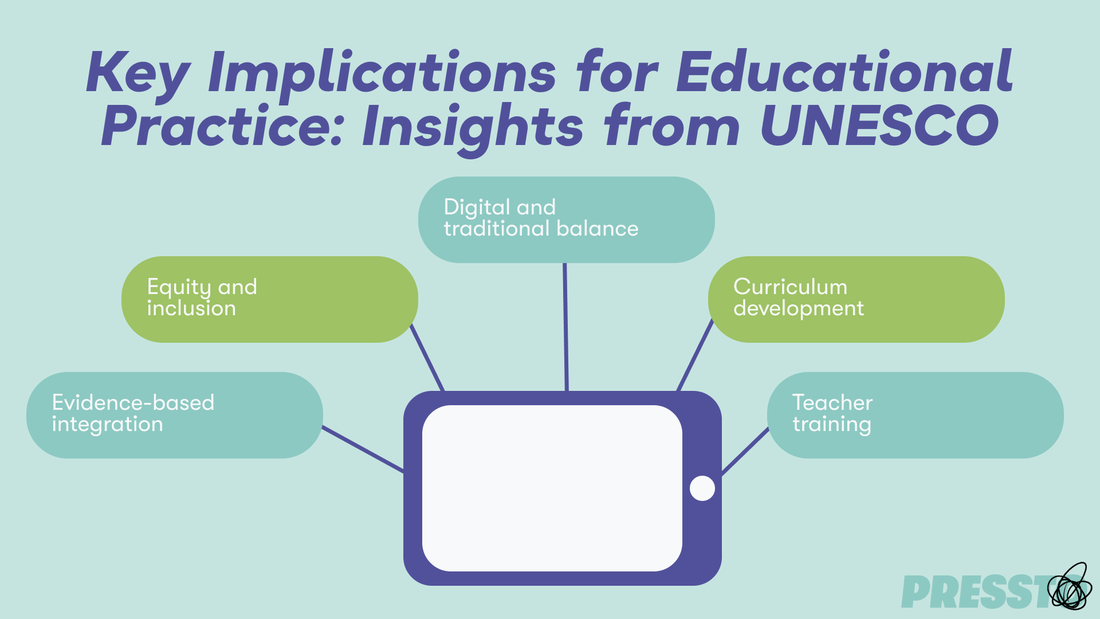 Key Implications for Educational
Practice: Insights from UNESCO
Digital and
traditional balance
Equity and
inclusion
Curriculum
development
Evidence-based
integration
Teacher
training